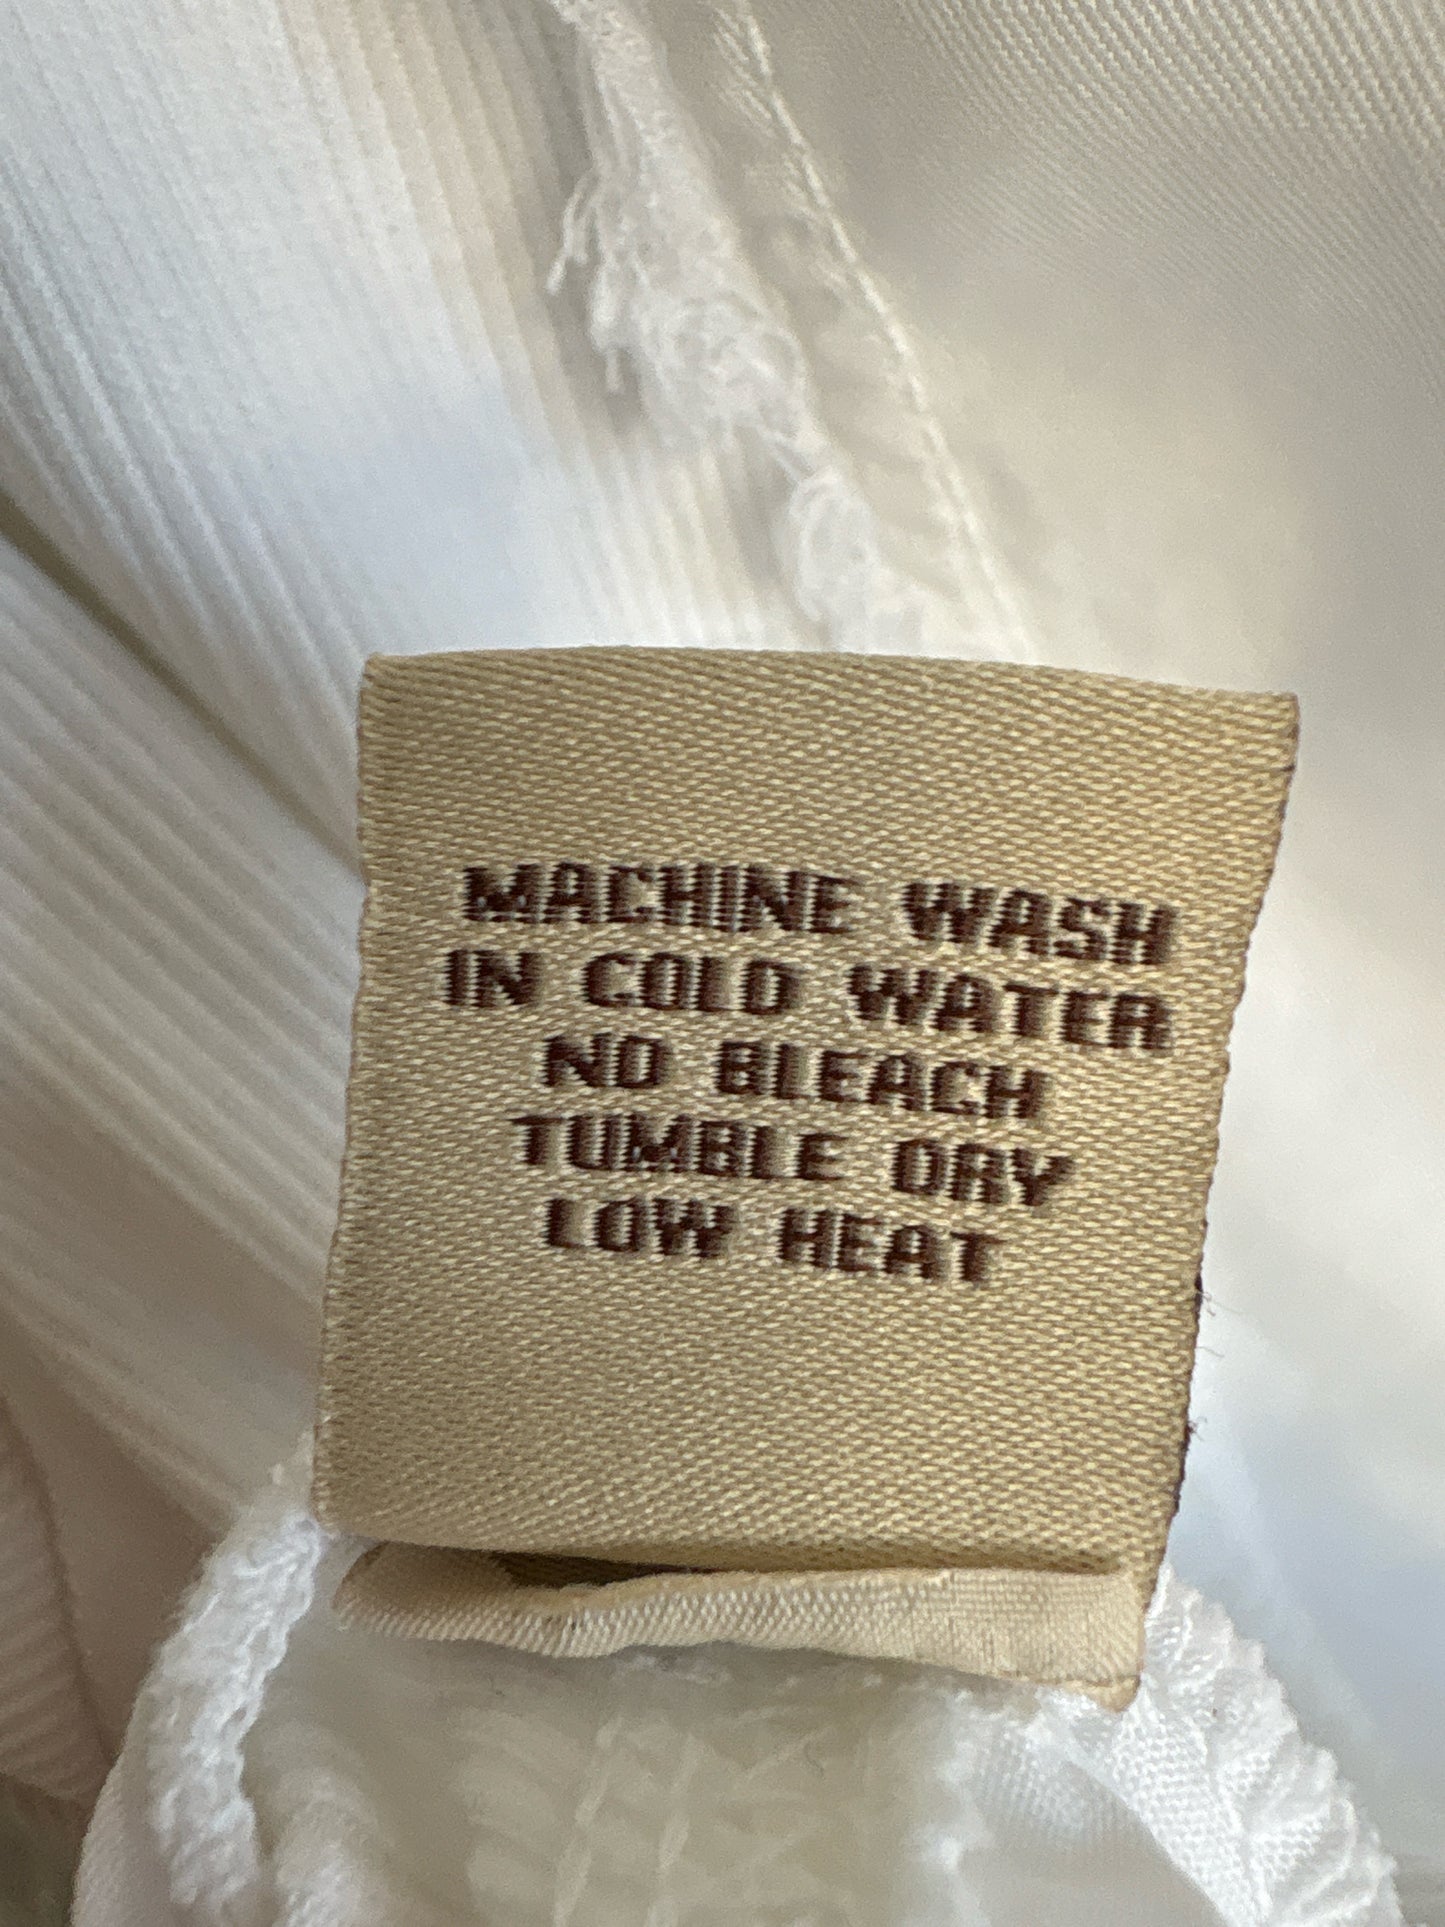 MACHINE WASH
IN COLD WATER
NO BLEACH
TUMBLE DRY
LOW HEAT